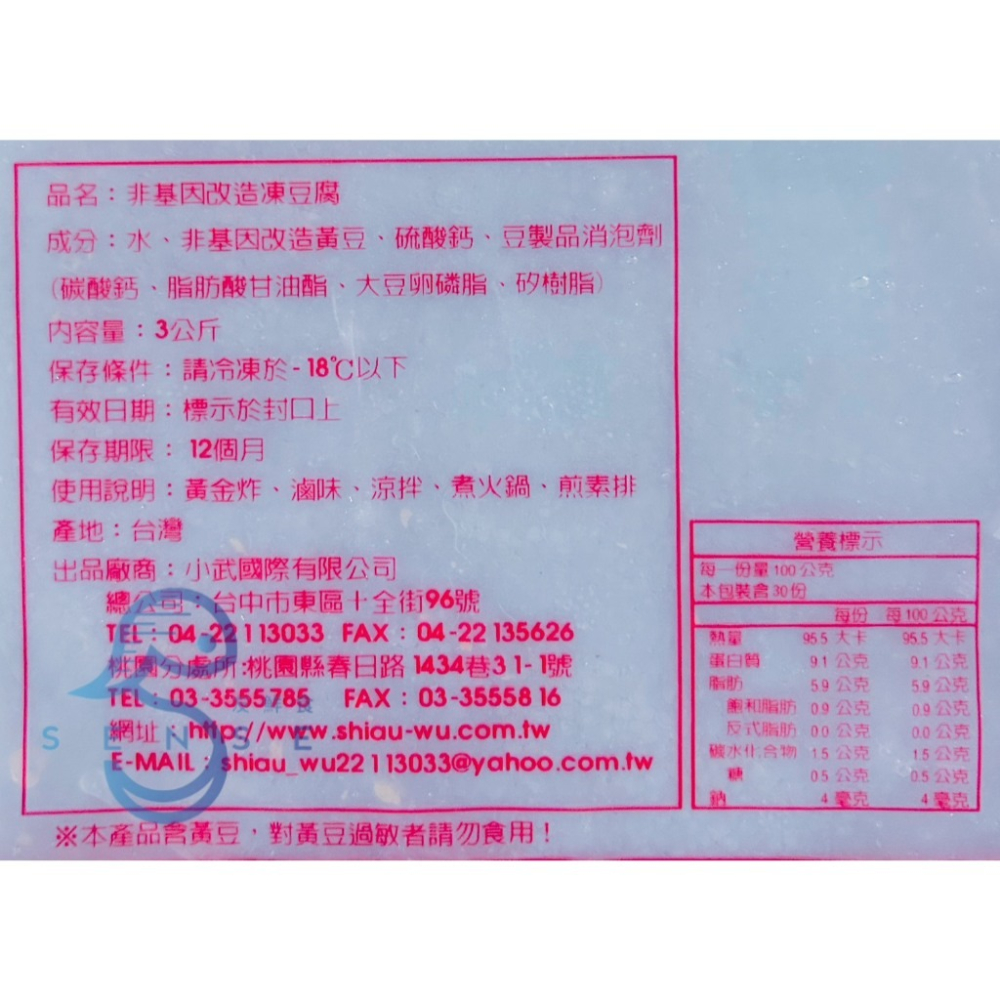 品名：非基因改造凍豆腐
成分：水、非基因改造黃豆、硫酸鈣、豆製品消泡劑
(碳酸鈣、脂肪酸甘油酯、大豆卵磷脂、矽樹脂)
內容量：3公斤
保存條件：請冷凍於-18℃以下
有效日期：標示於封口上
保存期限：12個月
使用說明：黃金炸、滷味、涼拌、煮火鍋、煎素排
產地：台灣
出品廠商：小武國際有限公司
總公司：台中市東區十全街96號
TEL：04-22113033 FAX：04-22135626
桃園分處所:桃園縣春日路1434巷31-1號
TEL：03-3555785 FAX：03-3555816
網址：http://www.shiau-wu.com.tw
E-MAIL：shiau_wu22113033@yahoo.com.tw
SENSE
※本產品含黃豆，對黃豆過敏者請勿食用！
營養標示
每一份量100公克
本包裝含30份
每份 每100公克
熱量 95.5大卡 95.5大卡
蛋白質 9.1公克 9.1公克
脂肪 5.9公克 5.9公克
飽和脂肪 0.9公克 0.9公克
反式脂肪 0.0公克 0.0公克
碳水化合物 1.5公克 1.5公克
糖 0.5公克 0.5公克
鈉 4毫克 4毫克